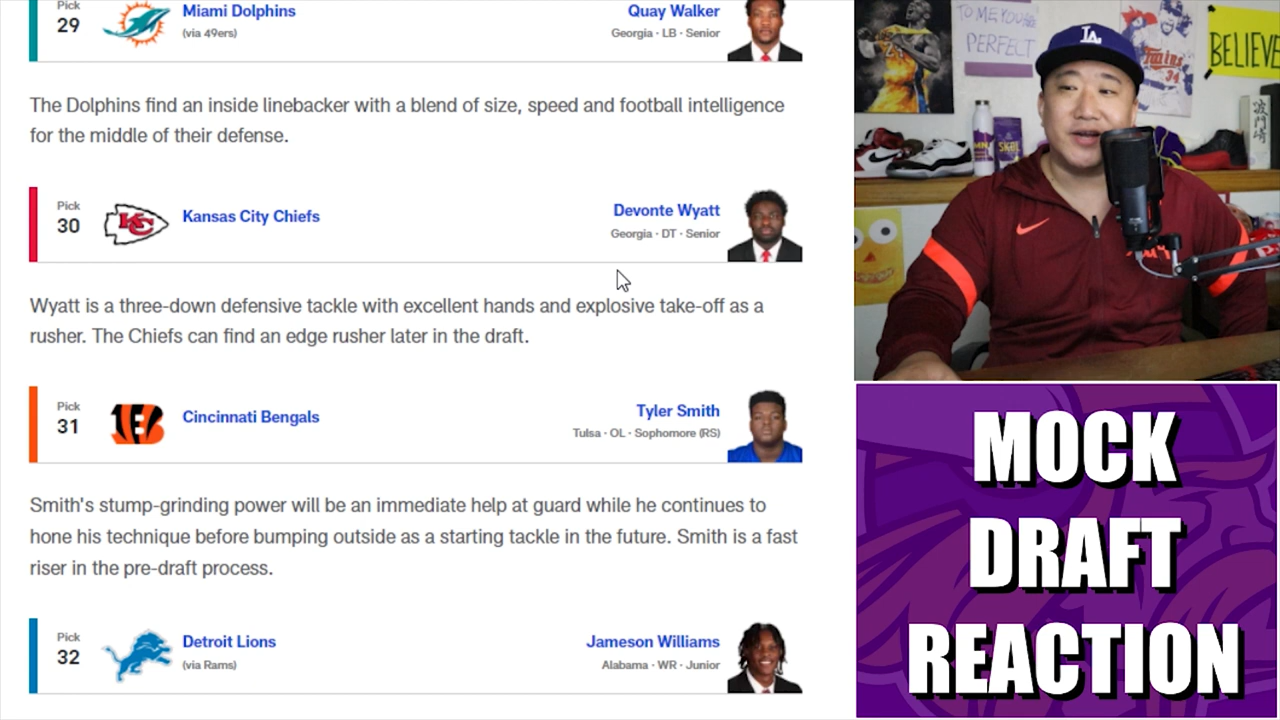 Pick
29
Miami Dolphins
(via 49ers)
Quay Walker
Georgia · LB · Senior
The Dolphins find an inside linebacker with a blend of size, speed and football intelligence
for the middle of their defense.
Pick
30
KC
Kansas City Chiefs
Devonte Wyatt
Georgia · DT · Senior
Wyatt is a three-down defensive tackle with excellent hands and explosive take-off as a
rusher. The Chiefs can find an edge rusher later in the draft.
Pick
31
B
Cincinnati Bengals
Tyler Smith
Tulsa · OL · Sophomore (RS)
Smith's stump-grinding power will be an immediate help at guard while he continues to
hone his technique before bumping outside as a starting tackle in the future. Smith is a fast
riser in the pre-draft process.
Pick
32
Detroit Lions
(via Rams)
Jameson Williams
Alabama · WR · Junior
TO ME YOU'RE
PERFECT
LA
Twins
34
BELIEVE
SKOL
MOCK
DRAFT
REACTION